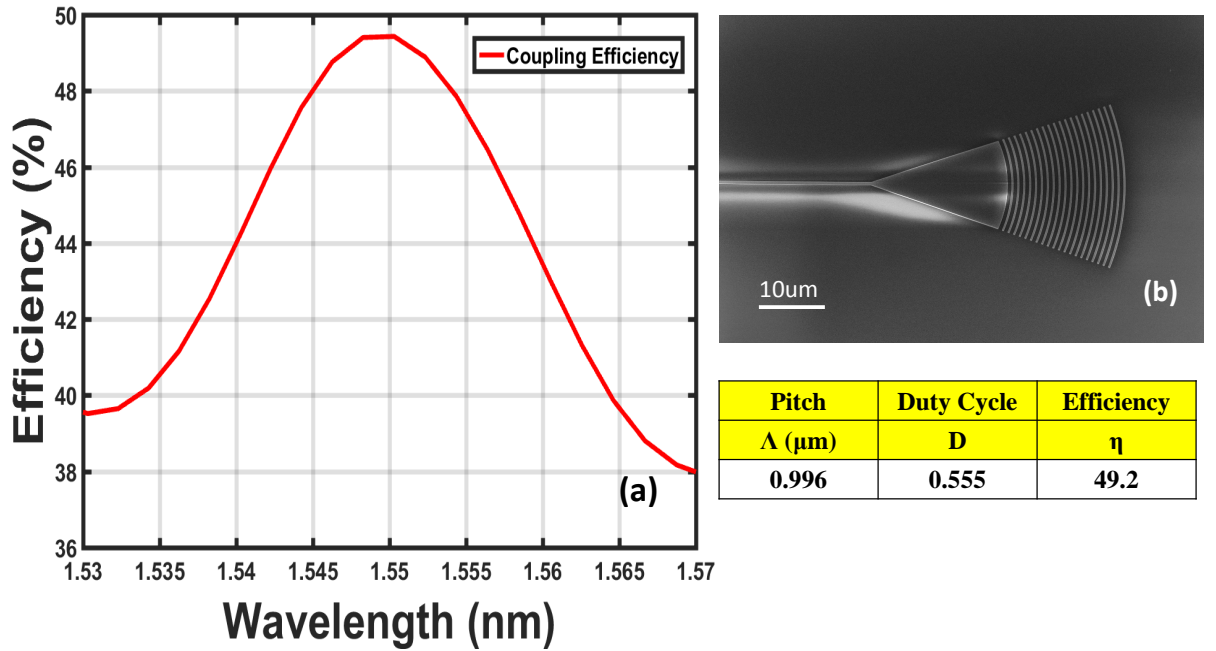 50
48
46
44
42
40
38
36
Efficiency (%)
Coupling Efficiency
(a)
1.53 1.535 1.54 1.545 1.55 1.555 1.56 1.565 1.57
Wavelength (nm)
10um
(b)
Pitch Duty Cycle Efficiency
Λ (μm) D η
0.996 0.555 49.2